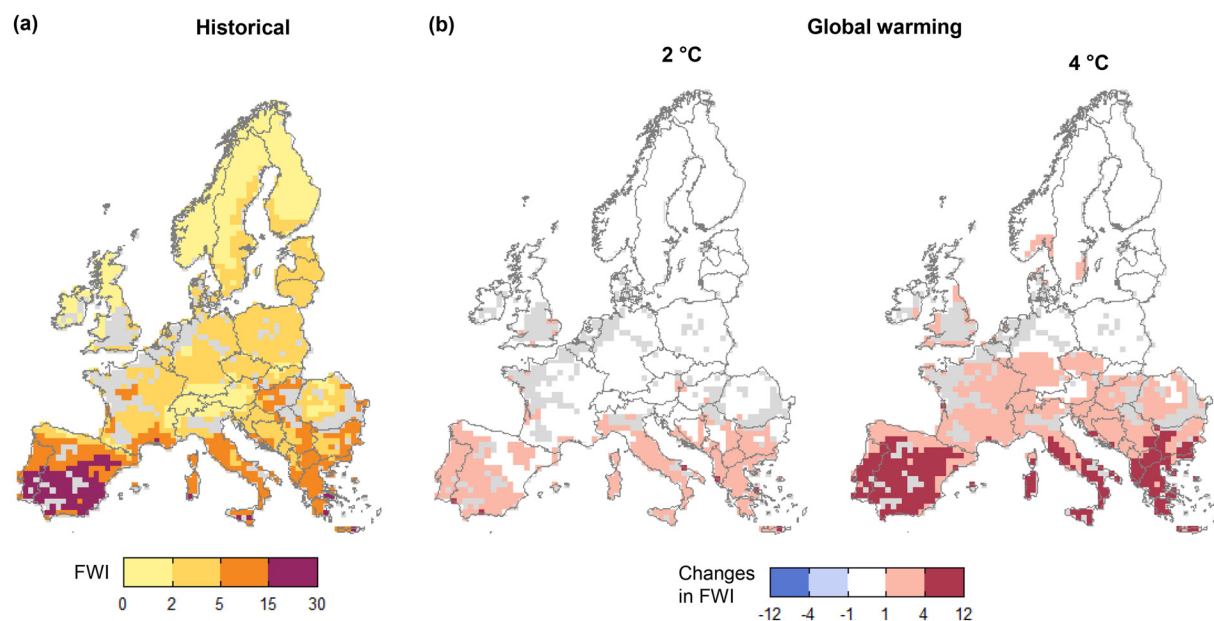 (a) Historical (b) Global warming
2 °C
4 °C
FWI
0 2 5 15 30
Changes
in FWI
-12 -4 -1 1 4 12